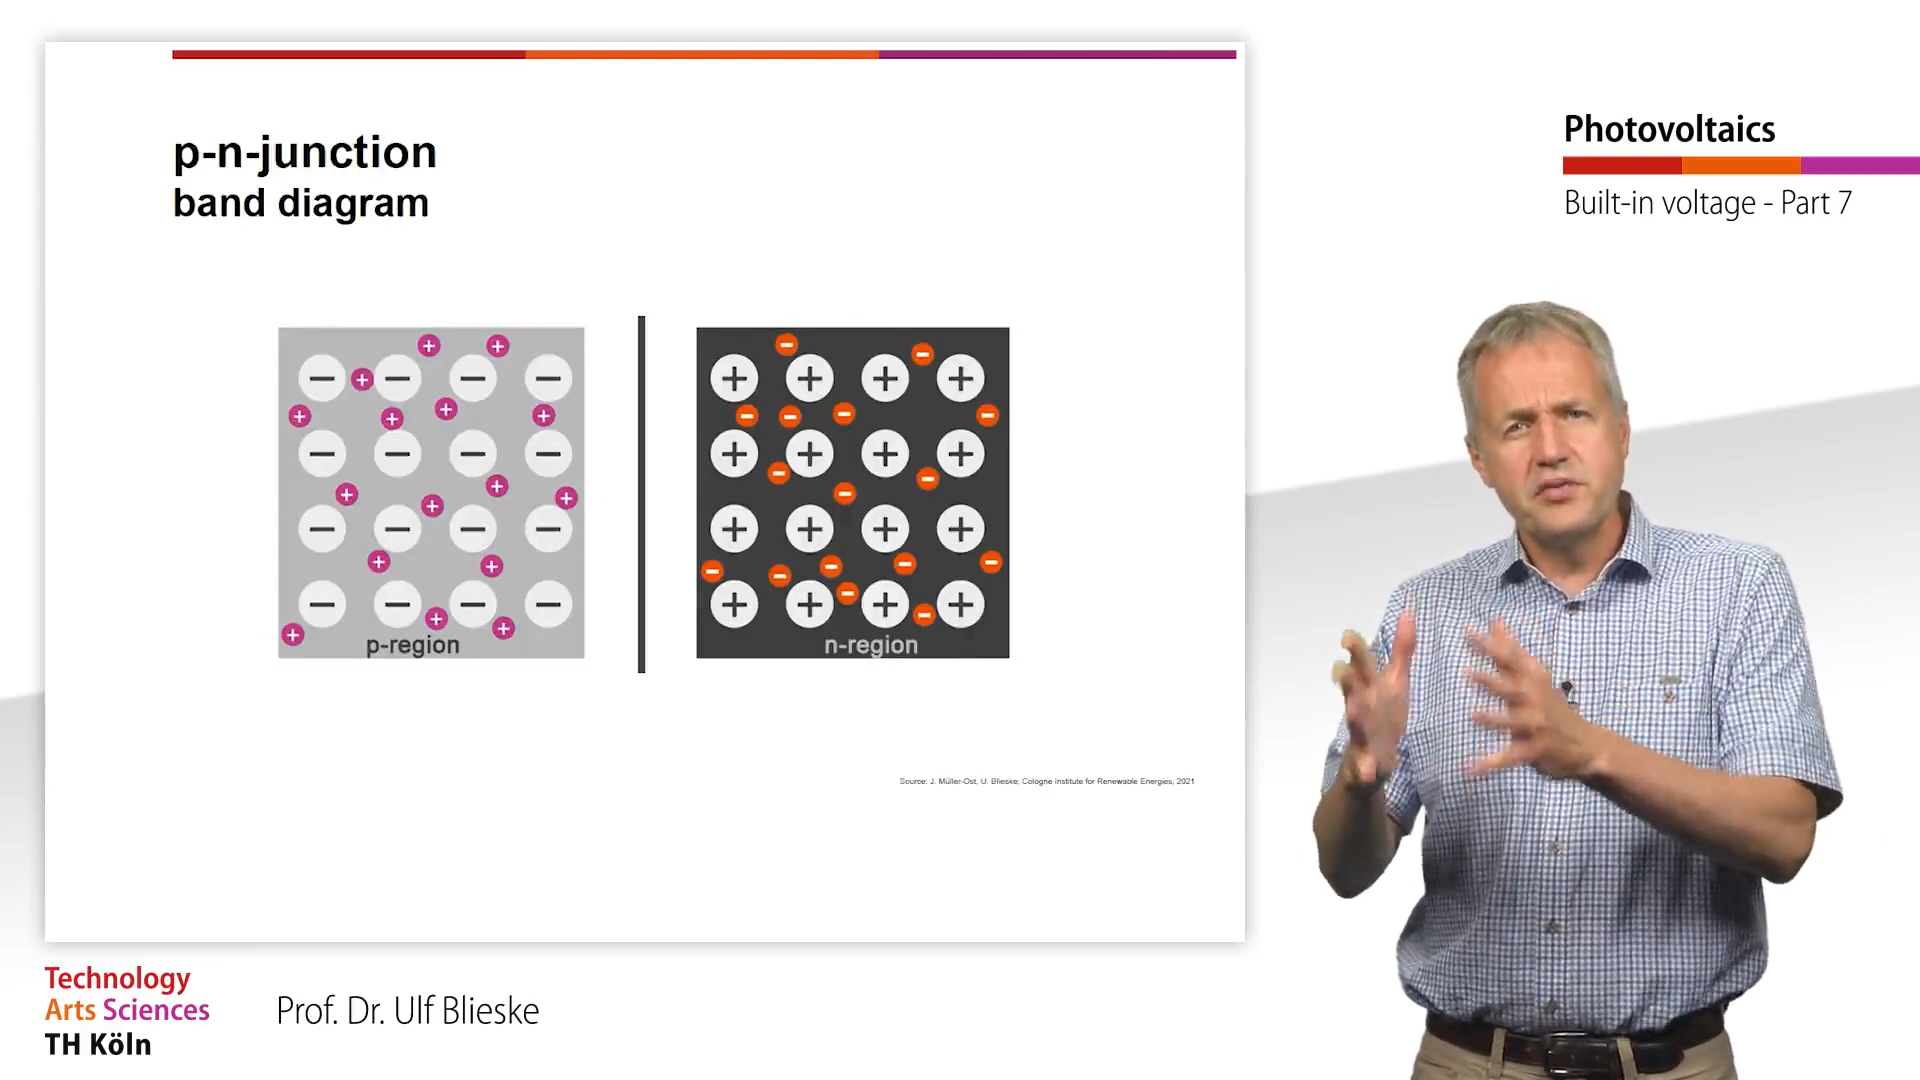 p-n-junction
band diagram
p-region
n-region
Source: J. Müller-Ost, U. Blieske; Cologne Institute for Renewable Energies, 2021
Photovoltaics
Built-in voltage - Part 7
Technology
Arts Sciences
TH Köln
Prof. Dr. Ulf Blieske